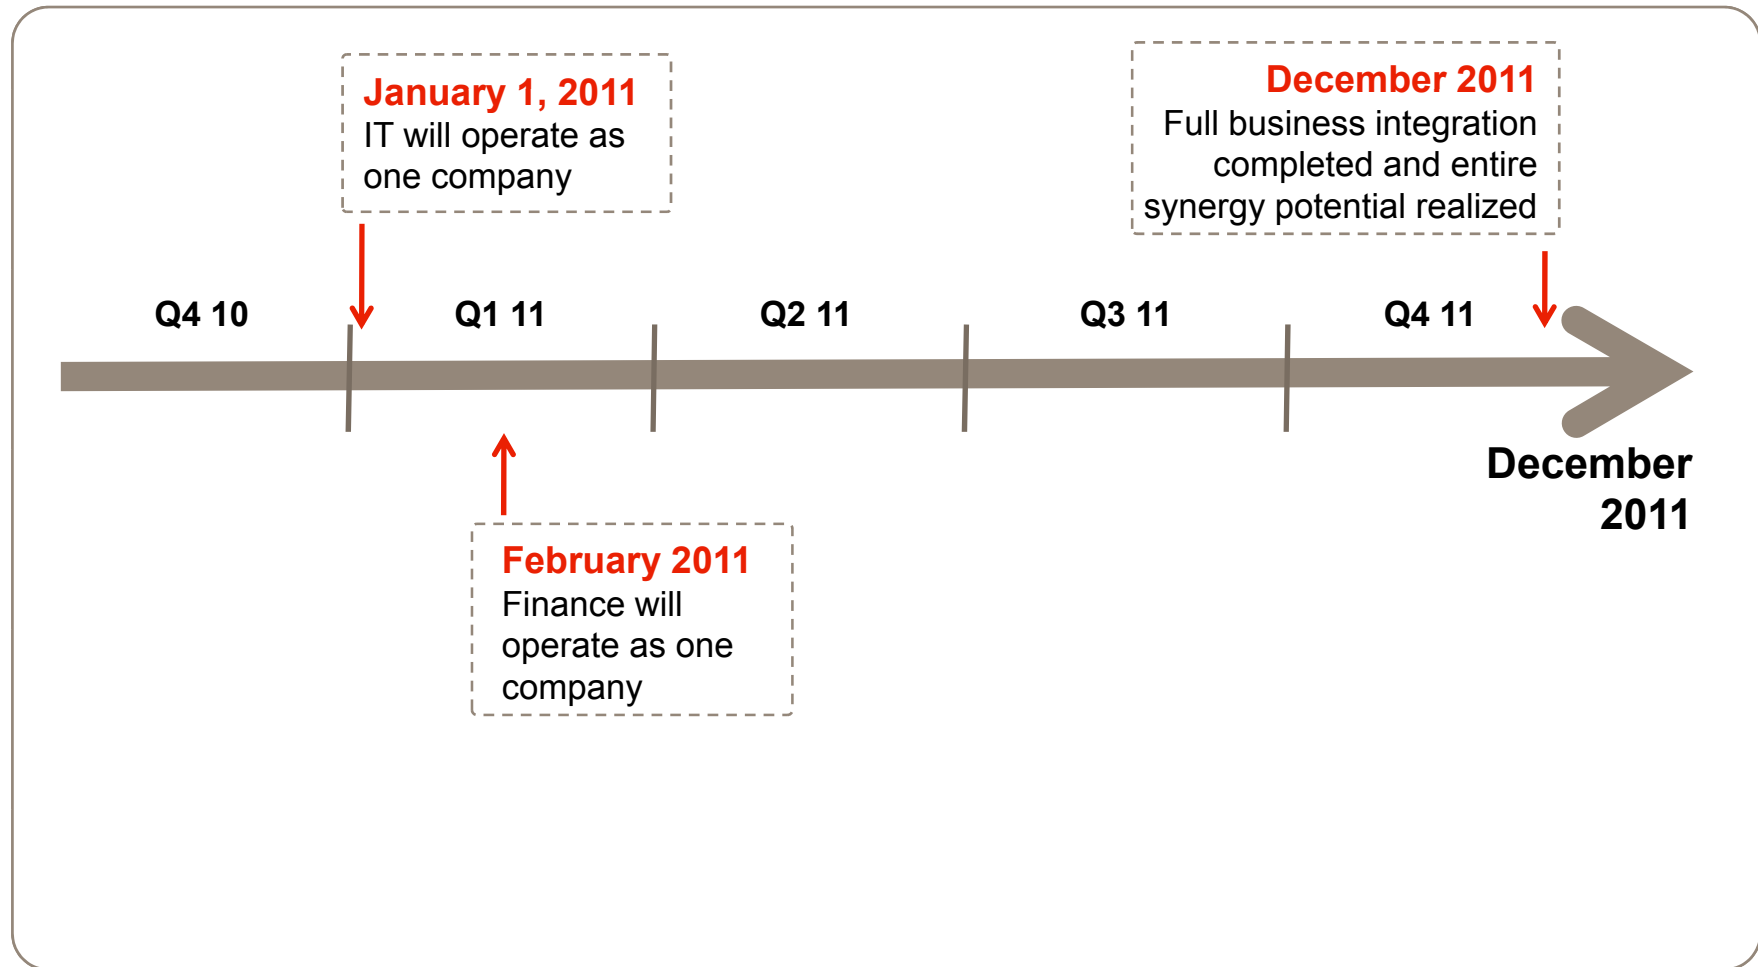 January 1, 2011
IT will operate as
one company
December 2011
Full business integration
completed and entire
synergy potential realized
Q4 10
Q1 11
Q2 11
Q3 11
Q4 11
December
2011
February 2011
Finance will
operate as one
company